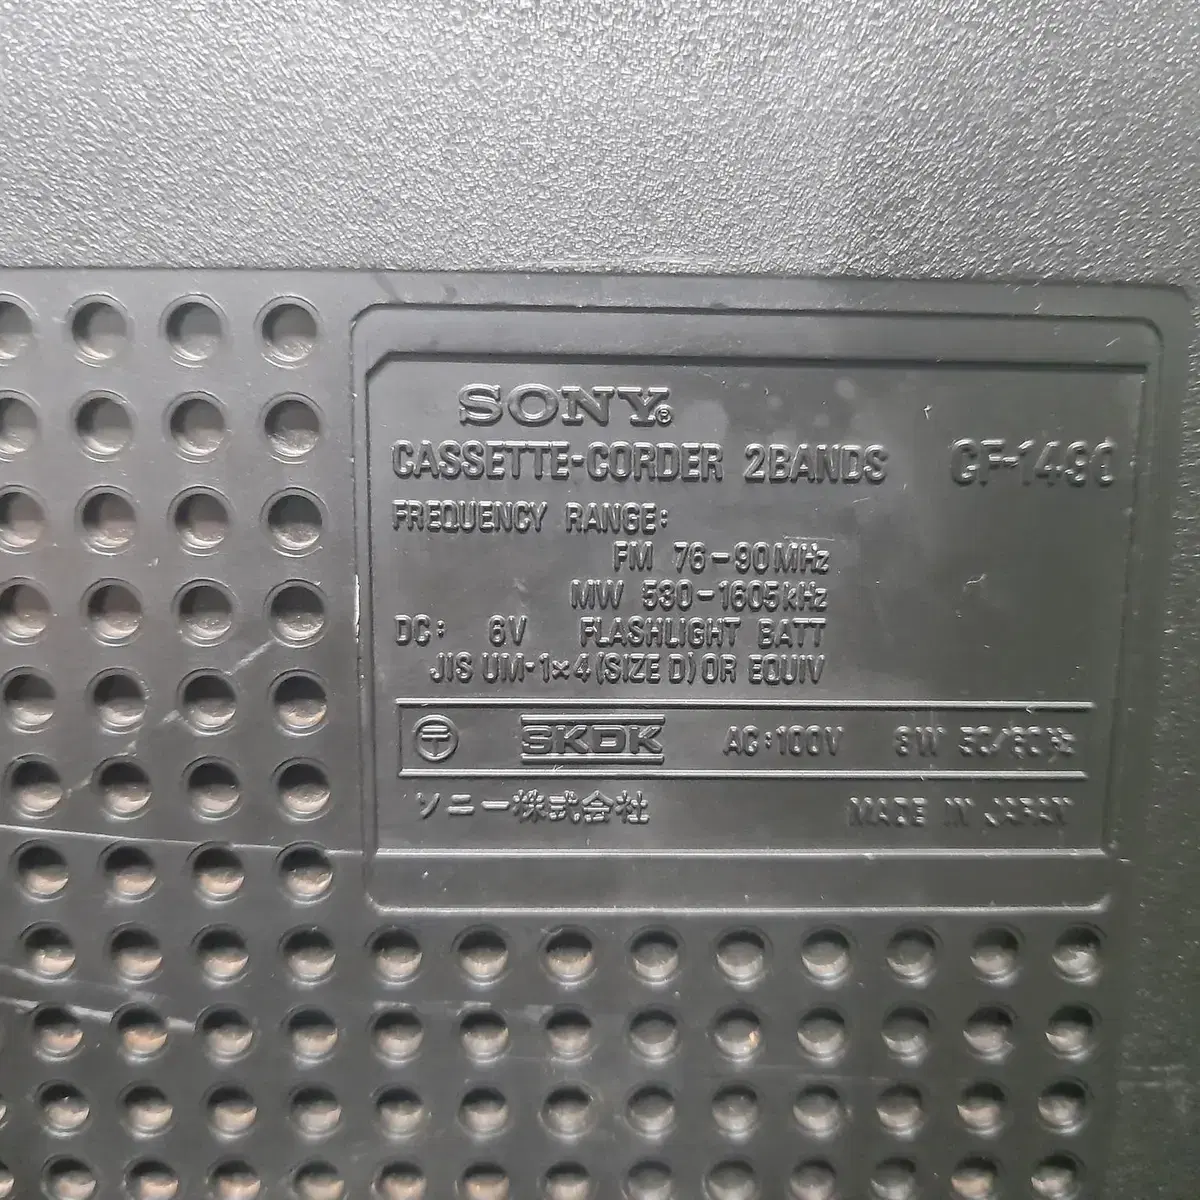 SONY®
CASSETTE-CORDER 2BANDS CF-1490
FREQUENCY RANGE:
FM 76-90MHz
MW 530-1605kHz
DC: 6V FLASHLIGHT BATT
JIS UM-1×4(SIZE D)OR EQUIV
〒 SKDK AC:100V 8W 50/60Hz
ソニー株式会社 MADE IN JAPAN